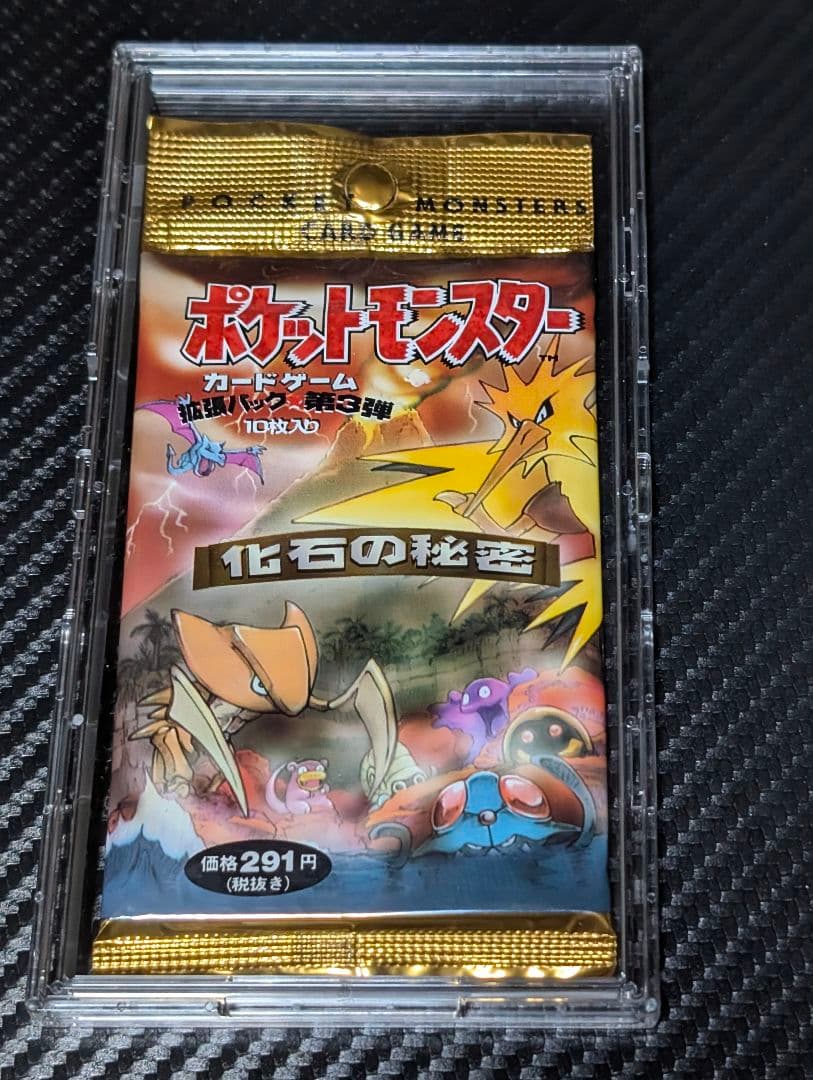 POCKET MONSTERS
CARD GAME
ポケットモンスター
TM
カードゲーム
拡張パック★第3弾
10枚入り
化石の秘密
価格291円
(税抜き)